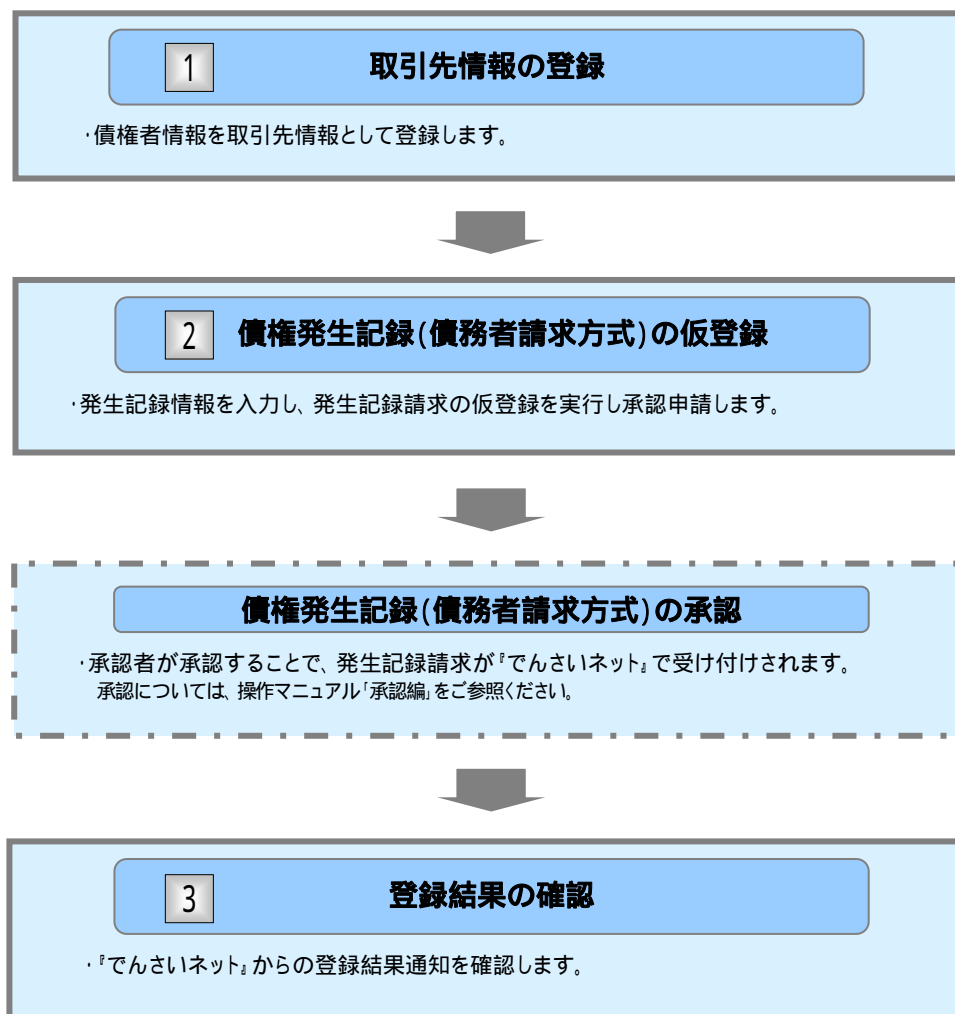 1 取引先情報の登録
・債権者情報を取引先情報として登録します。
2 債権発生記録(債務者請求方式)の仮登録
・発生記録情報を入力し、発生記録請求の仮登録を実行し承認申請します。
債権発生記録(債務者請求方式)の承認
・承認者が承認することで、発生記録請求が『でんさいネット』で受け付けされます。
承認については、操作マニュアル「承認編」をご参照ください。
3 登録結果の確認
・『でんさいネット』からの登録結果通知を確認します。